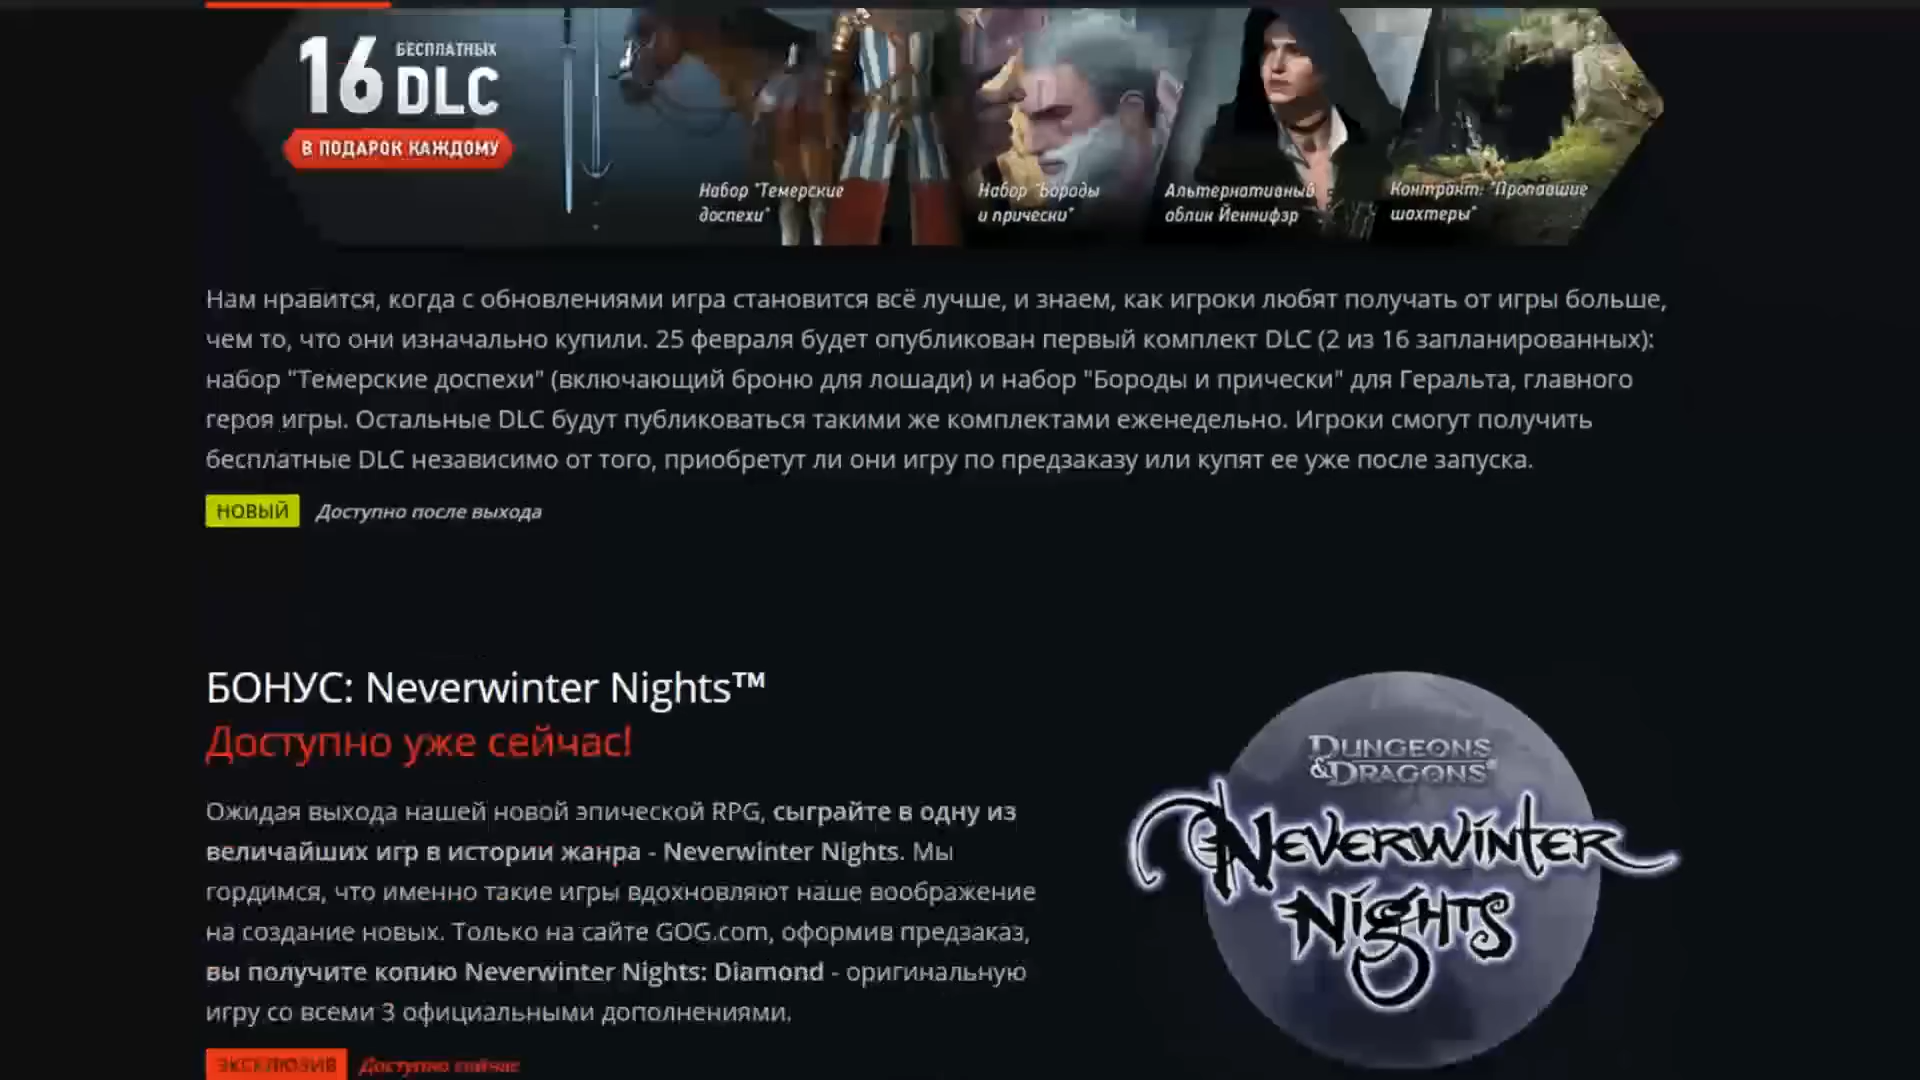 16 БЕСПЛАТНЫХ
DLC
В ПОДАРОК КАЖДОМУ
Набор "Темерские
доспехи"
Набор "Бороды
и прически"
Альтернативный
облик Йеннифэр
Контракт: "Пропавшие
шахтеры"
Нам нравится, когда с обновлениями игра становится всё лучше, и знаем, как игроки любят получать от игры больше,
чем то, что они изначально купили. 25 февраля будет опубликован первый комплект DLC (2 из 16 запланированных):
набор "Темерские доспехи" (включающий броню для лошади) и набор "Бороды и прически" для Геральта, главного
героя игры. Остальные DLC будут публиковаться такими же комплектами еженедельно. Игроки смогут получить
бесплатные DLC независимо от того, приобретут ли они игру по предзаказу или купят ее уже после запуска.
НОВЫЙ Доступно после выхода
БОНУС: Neverwinter Nights™
Доступно уже сейчас!
Ожидая выхода нашей новой эпической RPG, сыграйте в одну из
величайших игр в истории жанра - Neverwinter Nights. Мы
гордимся, что именно такие игры вдохновляют наше воображение
на создание новых. Только на сайте GOG.com, оформив предзаказ,
вы получите копию Neverwinter Nights: Diamond - оригинальную
игру со всеми 3 официальными дополнениями.
ЭКСКЛЮЗИВ Доступно сейчас
DUNGEONS
& DRAGONS®
NEVERWINTER
NIGHTS